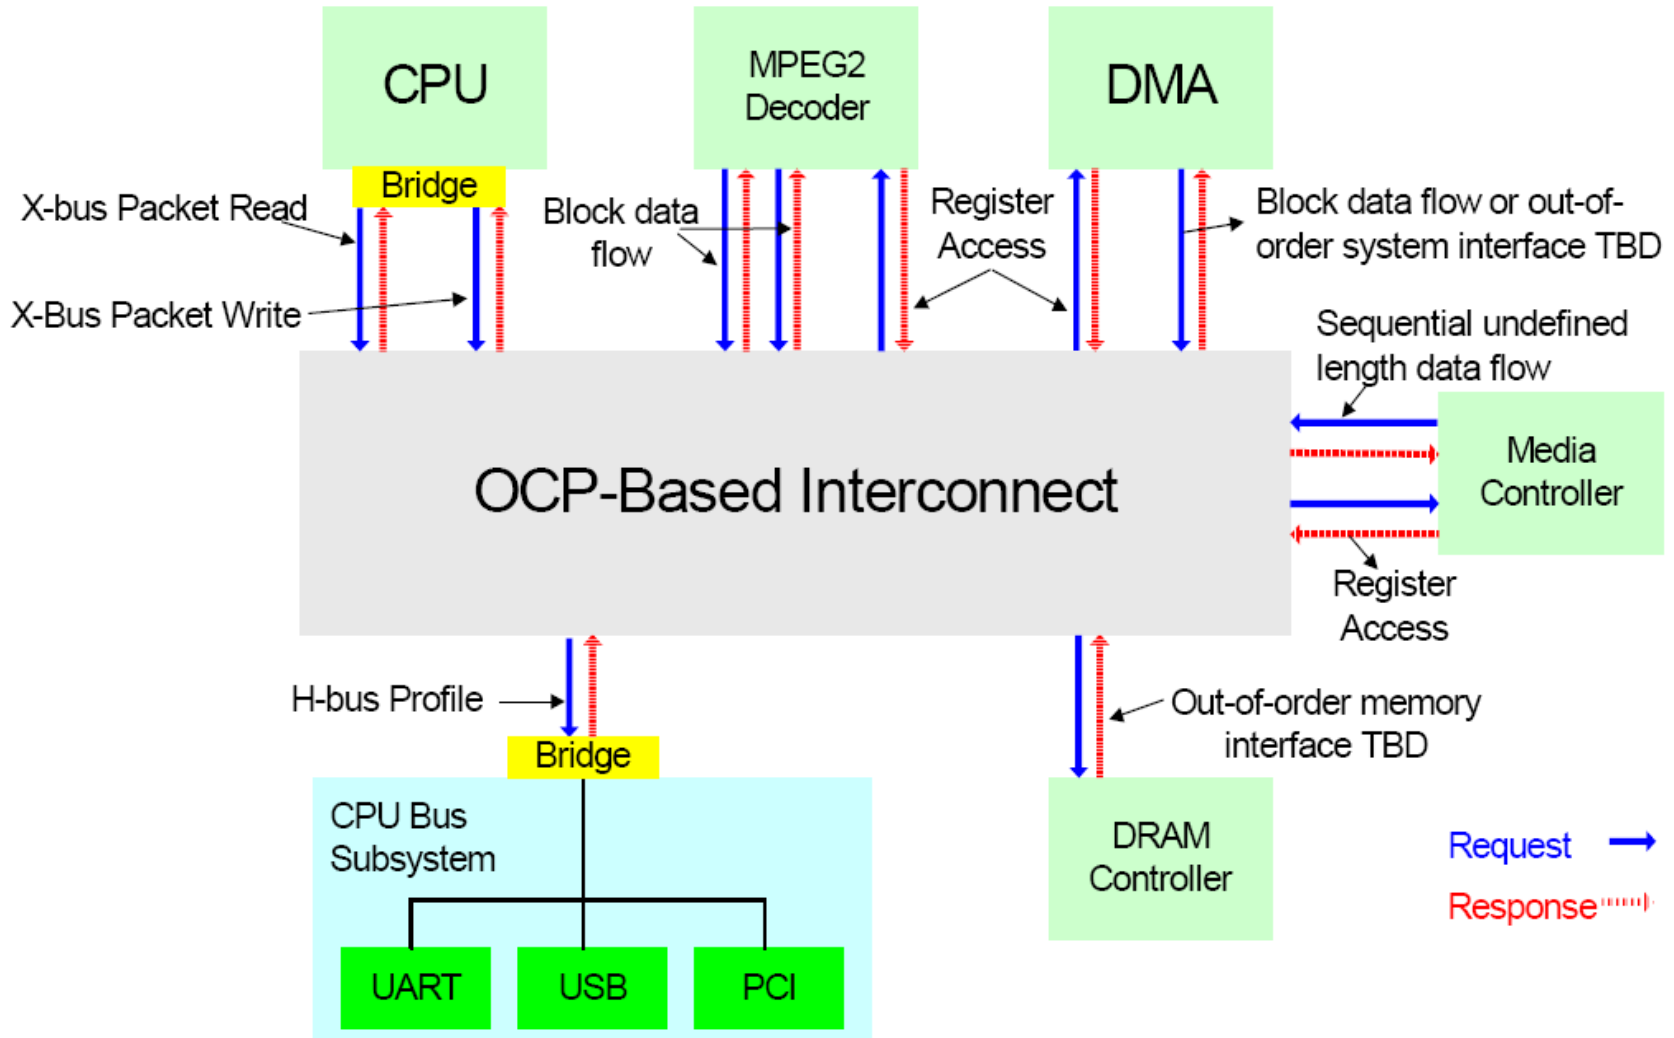 CPU
MPEG2
Decoder
DMA
Bridge
X-bus Packet Read
X-Bus Packet Write
Block data
flow
Register
Access
Block data flow or out-of-
order system interface TBD
Sequential undefined
length data flow
OCP-Based Interconnect
Media
Controller
Register
Access
H-bus Profile
Out-of-order memory
interface TBD
Bridge
CPU Bus
Subsystem
DRAM
Controller
UART
USB
PCI
Request
Response